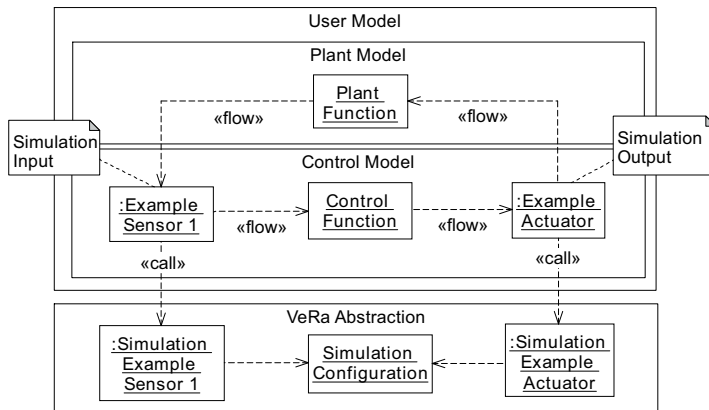 User Model
Plant Model
Plant
Function
«flow»
«flow»
Simulation
Input
Simulation
Output
Control Model
:Example
Sensor 1
Control
Function
:Example
Actuator
«flow»
«flow»
«call»
«call»
VeRa Abstraction
:Simulation
Example
Sensor 1
Simulation
Configuration
:Simulation
Example
Actuator